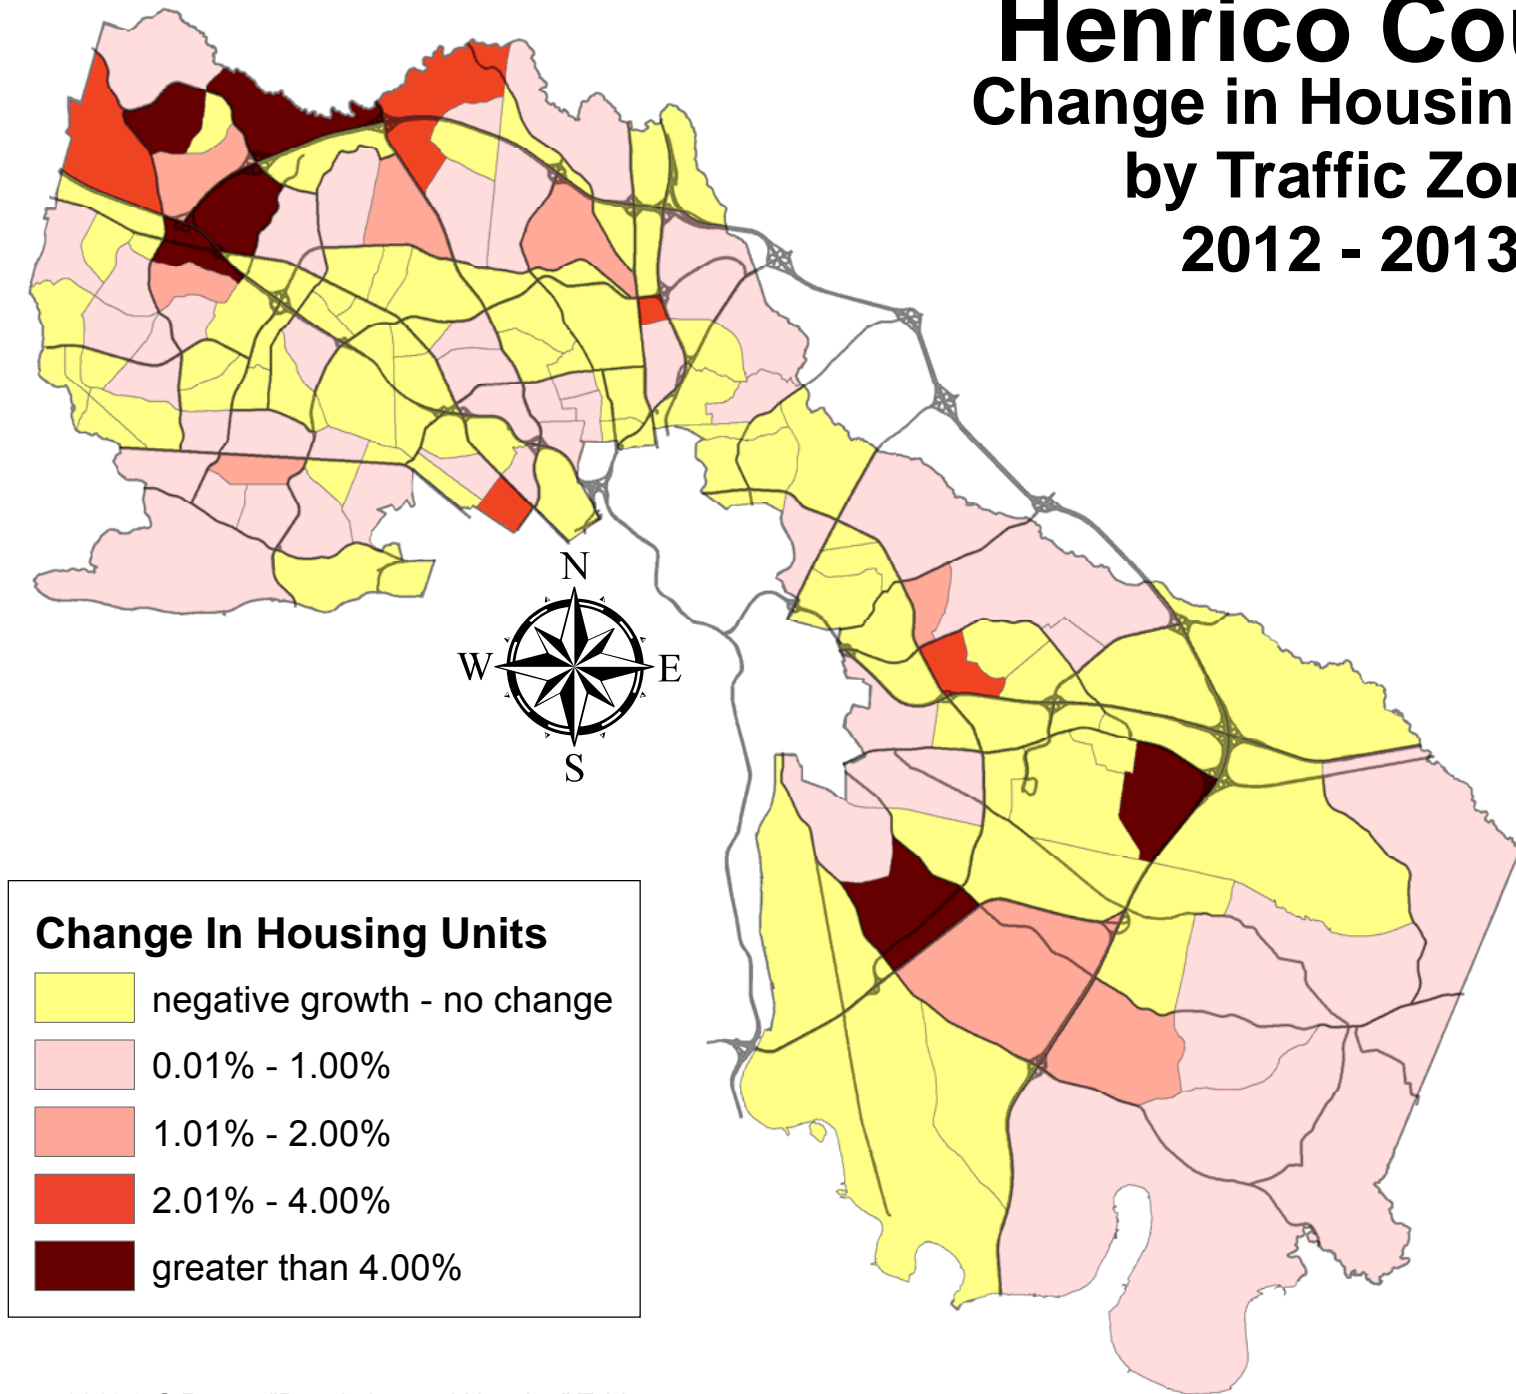 Henrico Cou
Change in Housin
by Traffic Zo
2012 - 2013
N
W
E
S
Change In Housing Units
negative growth - no change
0.01% - 1.00%
1.01% - 2.00%
2.01% - 4.00%
greater than 4.00%